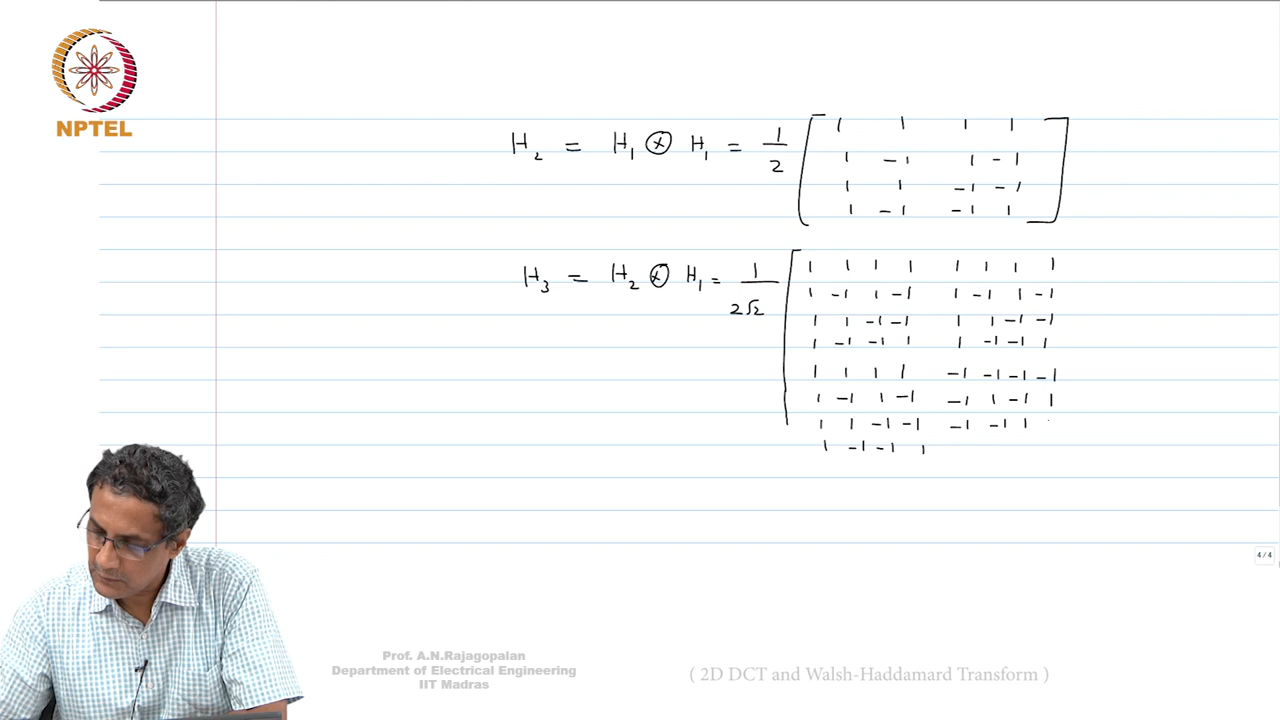 NPTEL
H₂ = H₁ ⊗ H₁ = 1/2 [
1 1 1 1
1 -1 1 -1
1 1 -1 -1
1 -1 -1 1 ]
H₃ = H₂ ⊗ H₁ = 1/2√2 [
1 1 1 1 1 1 1 1
1 -1 1 -1 1 -1 1 -1
1 1 -1 -1 1 1 -1 -1
1 -1 -1 1 1 -1 -1 1
1 1 1 1 -1 -1 -1 -1
1 -1 1 -1 -1 1 -1 1
1 1 -1 -1 -1 -1 1
1 -1 -1 1
4/4
Prof. A.N.Rajagopalan
Department of Electrical Engineering
IIT Madras
( 2D DCT and Walsh-Haddamard Transform )